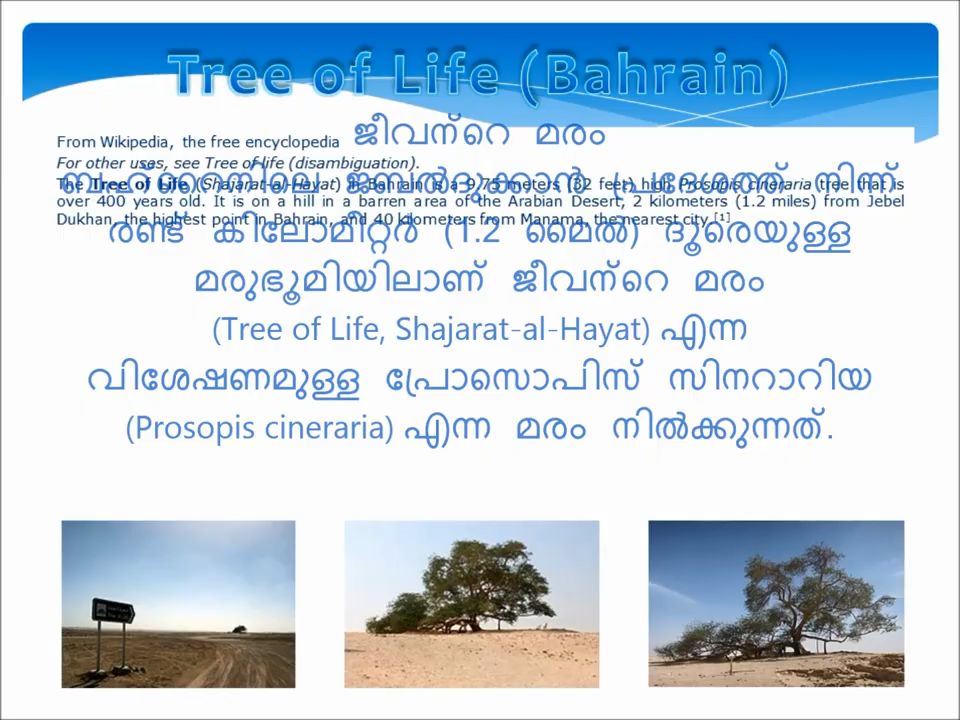 Tree of Life (Bahrain)
ജീവന്റെ മരം
From Wikipedia, the free encyclopedia
For other uses, see Tree of life (disambiguation).
ബഹ്റൈനിലെ ജബൽദുക്കാൻ പ്രദേശത്ത് നിന്ന്
The Tree of Life (Shajarat-al-Hayat) in Bahrain is a 9.75 meters (32 feet) high Prosopis cineraria tree that is
over 400 years old. It is on a hill in a barren area of the Arabian Desert, 2 kilometers (1.2 miles) from Jebel
Dukhan, the highest point in Bahrain, and 40 kilometers from Manama, the nearest city.[1]
രണ്ട് കിലോമീറ്റർ (1.2 മൈൽ) ദൂരെയുള്ള
മരുഭൂമിയിലാണ് ജീവന്റെ മരം
(Tree of Life, Shajarat-al-Hayat) എന്ന
വിശേഷണമുള്ള പ്രോസൊപിസ് സിനറാറിയ
(Prosopis cineraria) എന്ന മരം നിൽക്കുന്നത്.